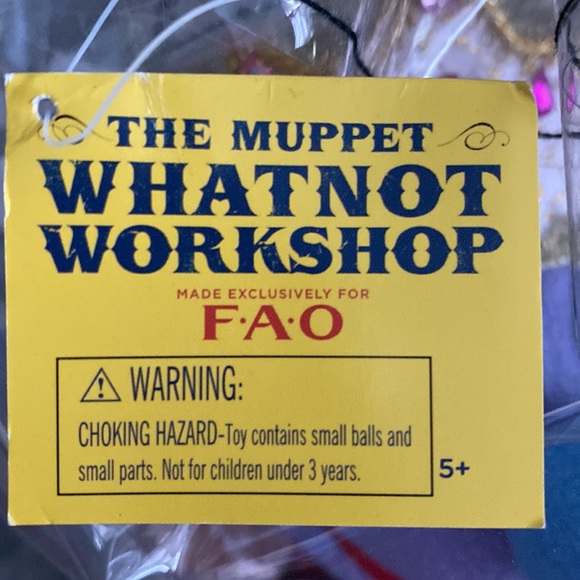 THE MUPPET
WHATNOT
WORKSHOP
MADE EXCLUSIVELY FOR
F·A·O
⚠ WARNING:
CHOKING HAZARD-Toy contains small balls and
small parts. Not for children under 3 years.
5+